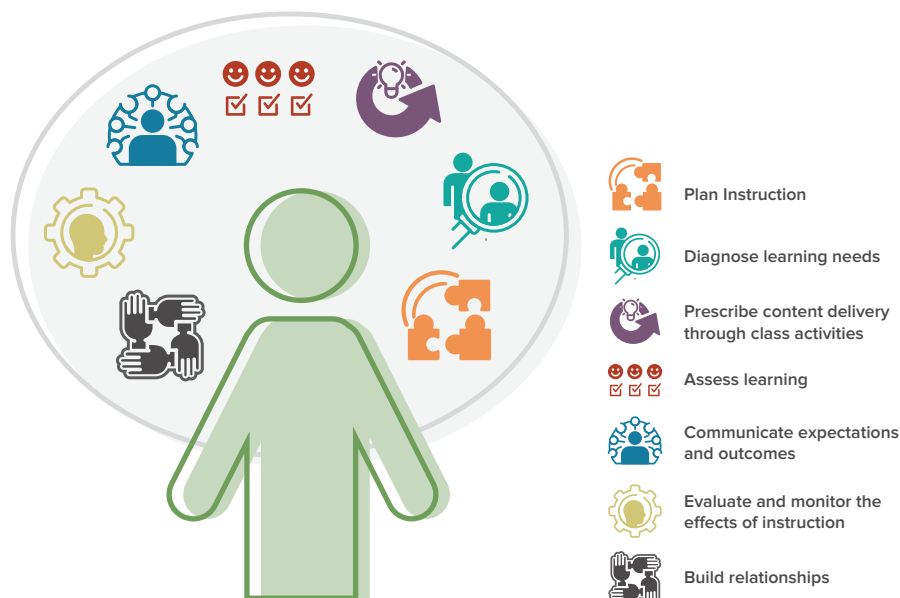 Plan Instruction
Diagnose learning needs
Prescribe content delivery
through class activities
Assess learning
Communicate expectations
and outcomes
Evaluate and monitor the
effects of instruction
Build relationships